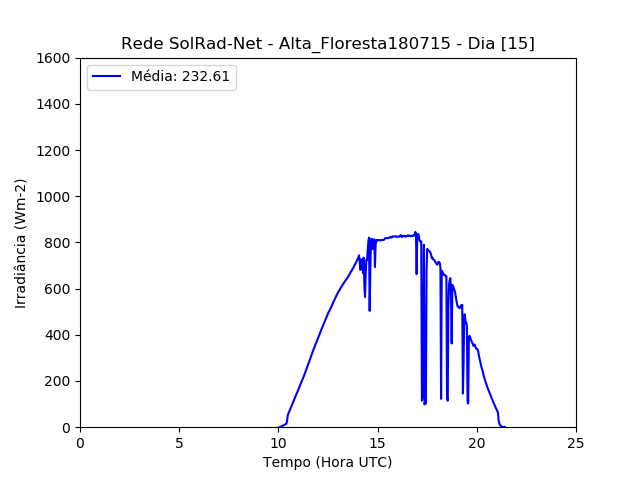 Rede SolRad-Net - Alta_Floresta180715 - Dia [15]
Média: 232.61
Irradiância (Wm-2)
1600
1400
1200
1000
800
600
400
200
0
0 5 10 15 20 25
Tempo (Hora UTC)